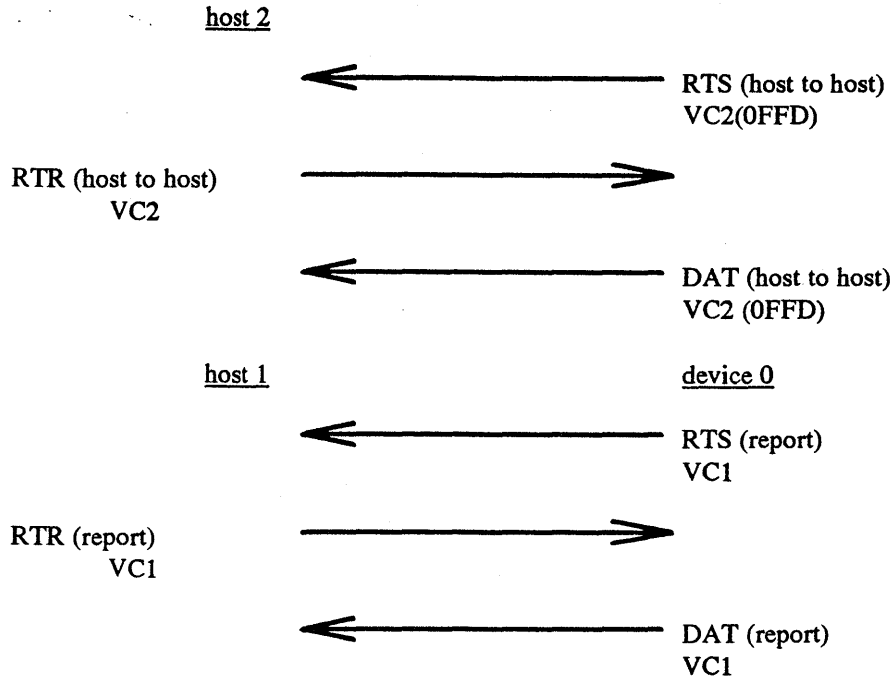 host 2
RTS (host to host)
VC2(0FFD)
RTR (host to host)
VC2
DAT (host to host)
VC2 (0FFD)
host 1
device 0
RTS (report)
VC1
RTR (report)
VC1
DAT (report)
VC1